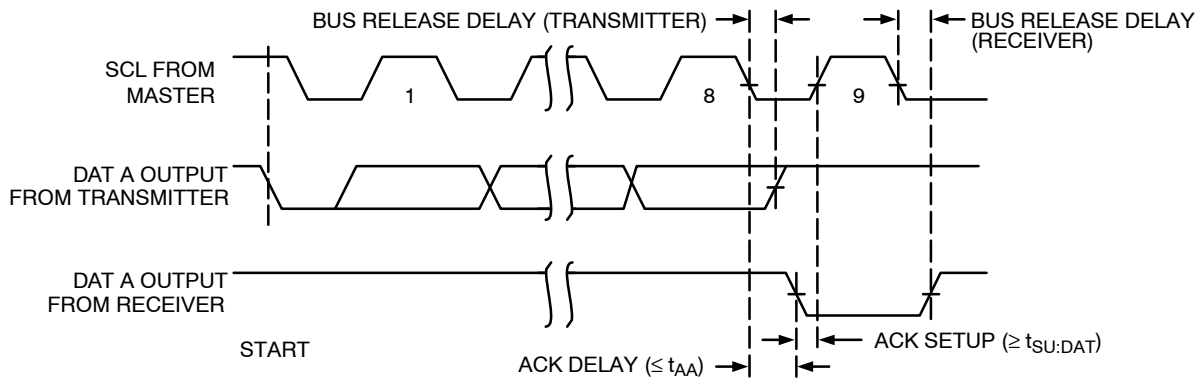 BUS RELEASE DELAY (TRANSMITTER)
BUS RELEASE DELAY
(RECEIVER)
SCL FROM
MASTER
1
8
9
DAT A OUTPUT
FROM TRANSMITTER
DAT A OUTPUT
FROM RECEIVER
START
ACK SETUP (≥ tSU:DAT)
ACK DELAY (≤ tAA)